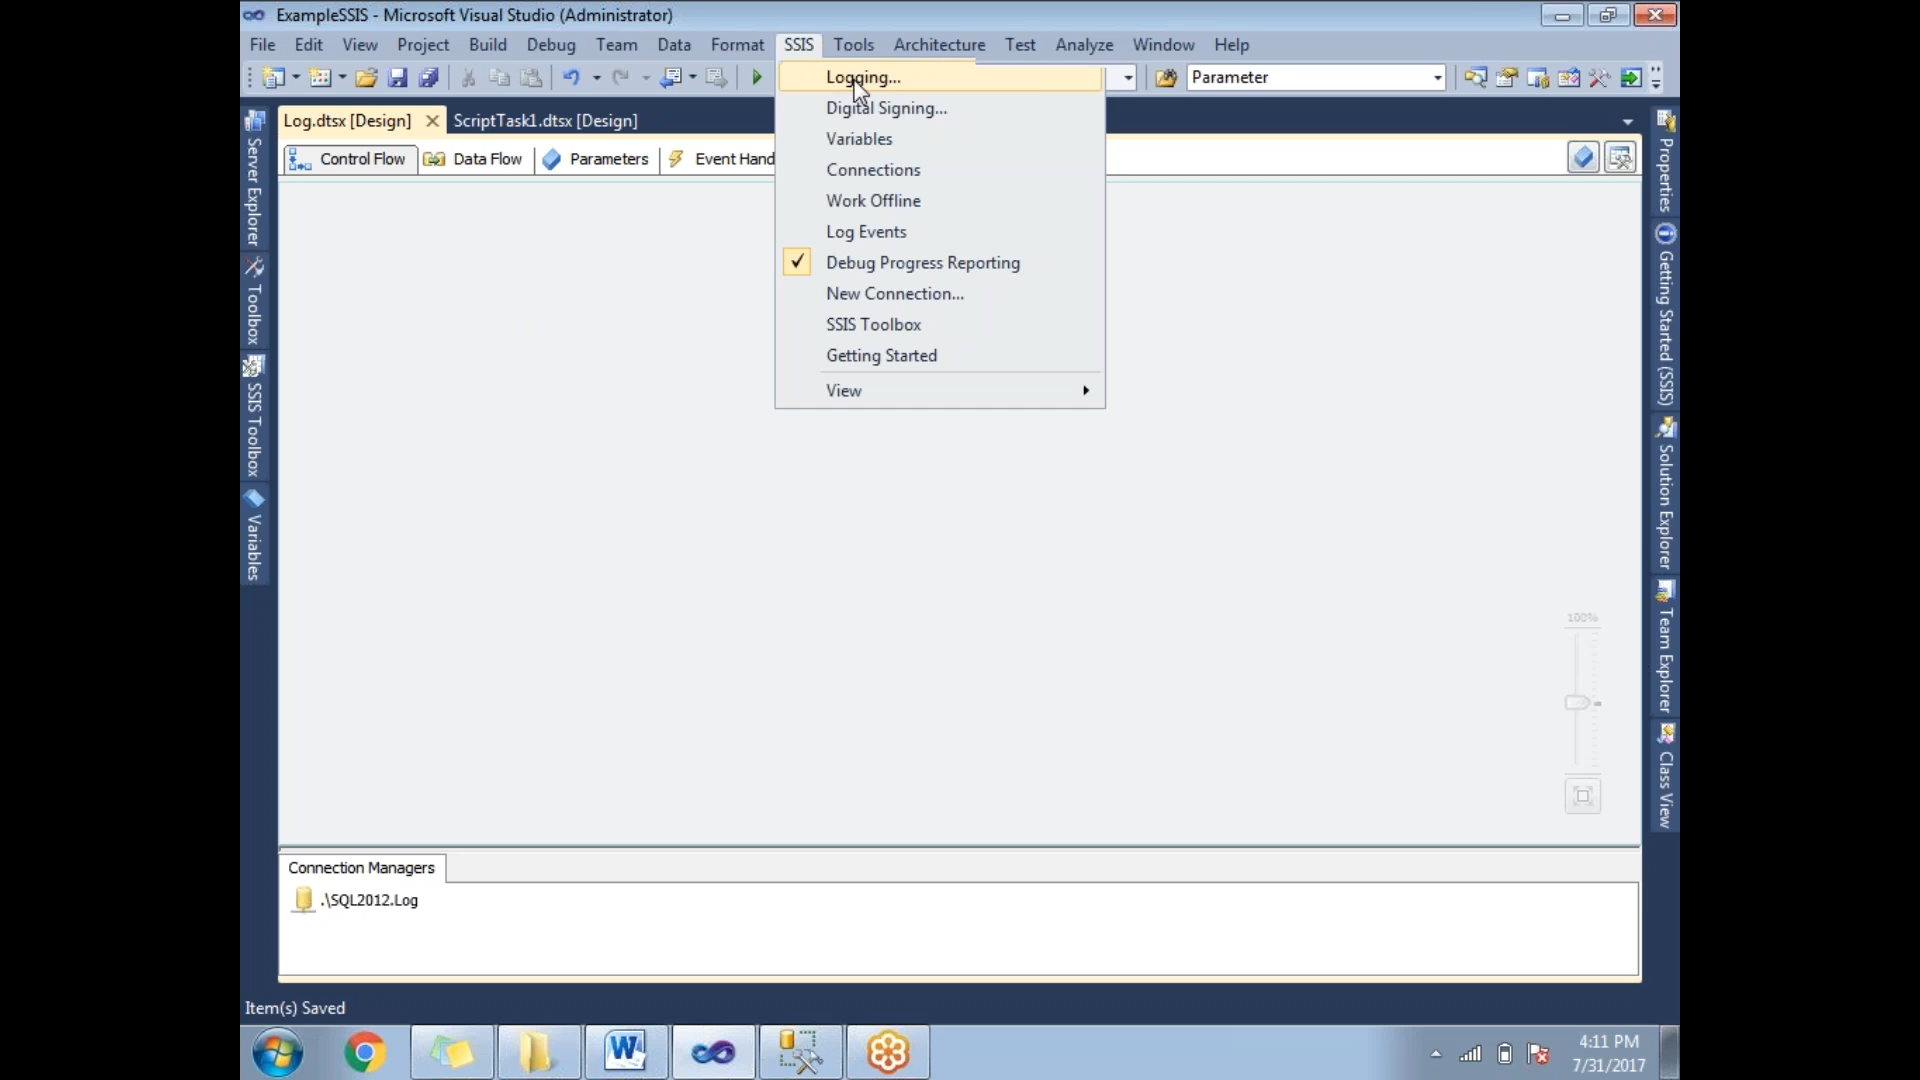 ExampleSSIS - Microsoft Visual Studio (Administrator)
File Edit View Project Build Debug Team Data Format SSIS Tools Architecture Test Analyze Window Help
Parameter
Logging...
Digital Signing...
Variables
Connections
Work Offline
Log Events
Debug Progress Reporting
New Connection...
SSIS Toolbox
Getting Started
View
Log.dtsx [Design] ScriptTask1.dtsx [Design]
Control Flow Data Flow Parameters Event Hand
Server Explorer
Toolbox
SSIS Toolbox
Variables
Properties
Getting Started (SSIS)
Solution Explorer
Team Explorer
Class View
100%
Connection Managers
.\SQL2012.Log
Item(s) Saved
4:11 PM
7/31/2017